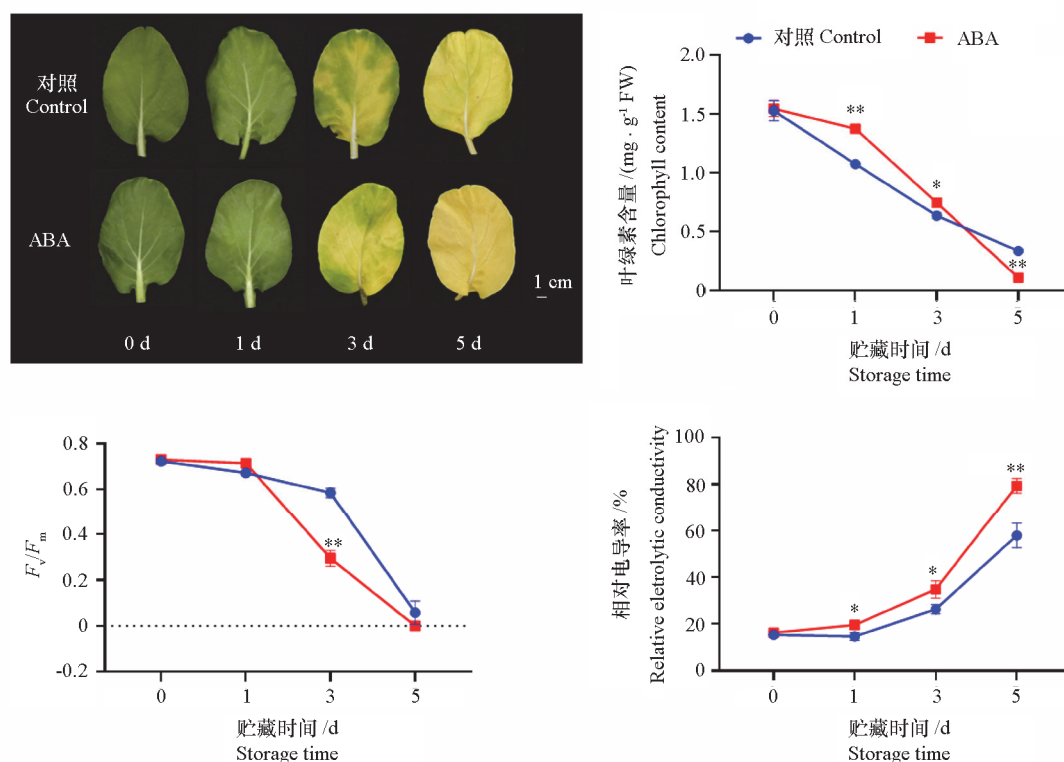 对照
Control
ABA
1 cm
0 d 1 d 3 d 5 d
对照 Control ABA
叶绿素含量 /(mg · g⁻¹ FW)
Chlorophyll content
2.0
1.5
1.0
0.5
0
** * **
0 1 3 5
贮藏时间 /d
Storage time
Fv/Fm
0.8
0.6
0.4
0.2
0
-0.2
**
0 1 3 5
贮藏时间 /d
Storage time
相对电导率 /%
Relative eletrolytic conductivity
100
80
60
40
20
0
* * **
0 1 3 5
贮藏时间 /d
Storage time